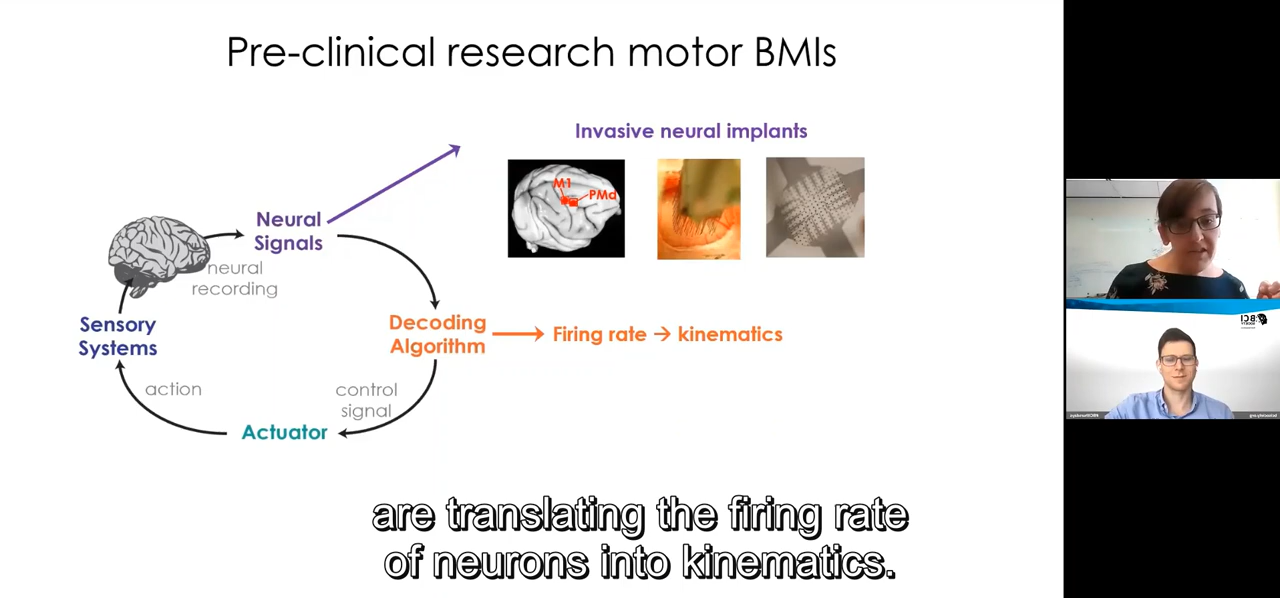 Pre-clinical research motor BMIs
Invasive neural implants
M1
PMd
Neural
Signals
neural
recording
Sensory
Systems
Decoding
Algorithm
Firing rate → kinematics
action
control
signal
Actuator
are translating the firing rate
of neurons into kinematics.